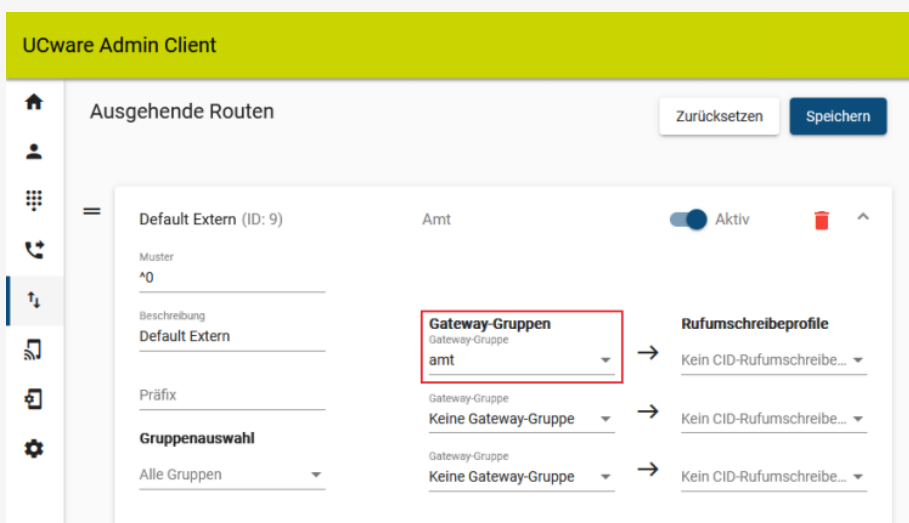 UCware Admin Client
Ausgehende Routen
Zurücksetzen
Speichern
Default Extern (ID: 9)
Amt
Aktiv
Muster
^0
Beschreibung
Default Extern
Gateway-Gruppen
Rufumschreibeprofile
Gateway-Gruppe
amt
Kein CID-Rufumschreibe...
Präfix
Gateway-Gruppe
Keine Gateway-Gruppe
Kein CID-Rufumschreibe...
Gruppenauswahl
Alle Gruppen
Gateway-Gruppe
Keine Gateway-Gruppe
Kein CID-Rufumschreibe...